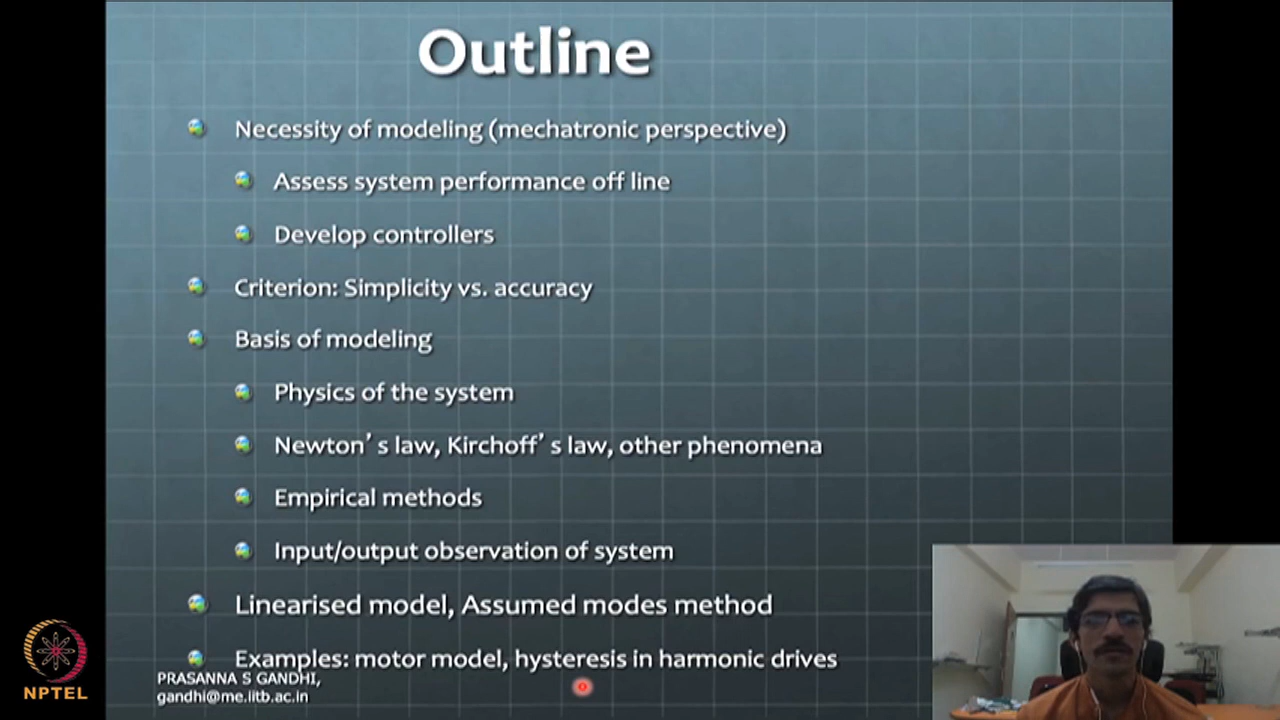 Outline
Necessity of modeling (mechatronic perspective)
Assess system performance off line
Develop controllers
Criterion: Simplicity vs. accuracy
Basis of modeling
Physics of the system
Newton’ s law, Kirchoff’ s law, other phenomena
Empirical methods
Input/output observation of system
Linearised model, Assumed modes method
Examples: motor model, hysteresis in harmonic drives
PRASANNA S GANDHI,
gandhi@me.iitb.ac.in
NPTEL